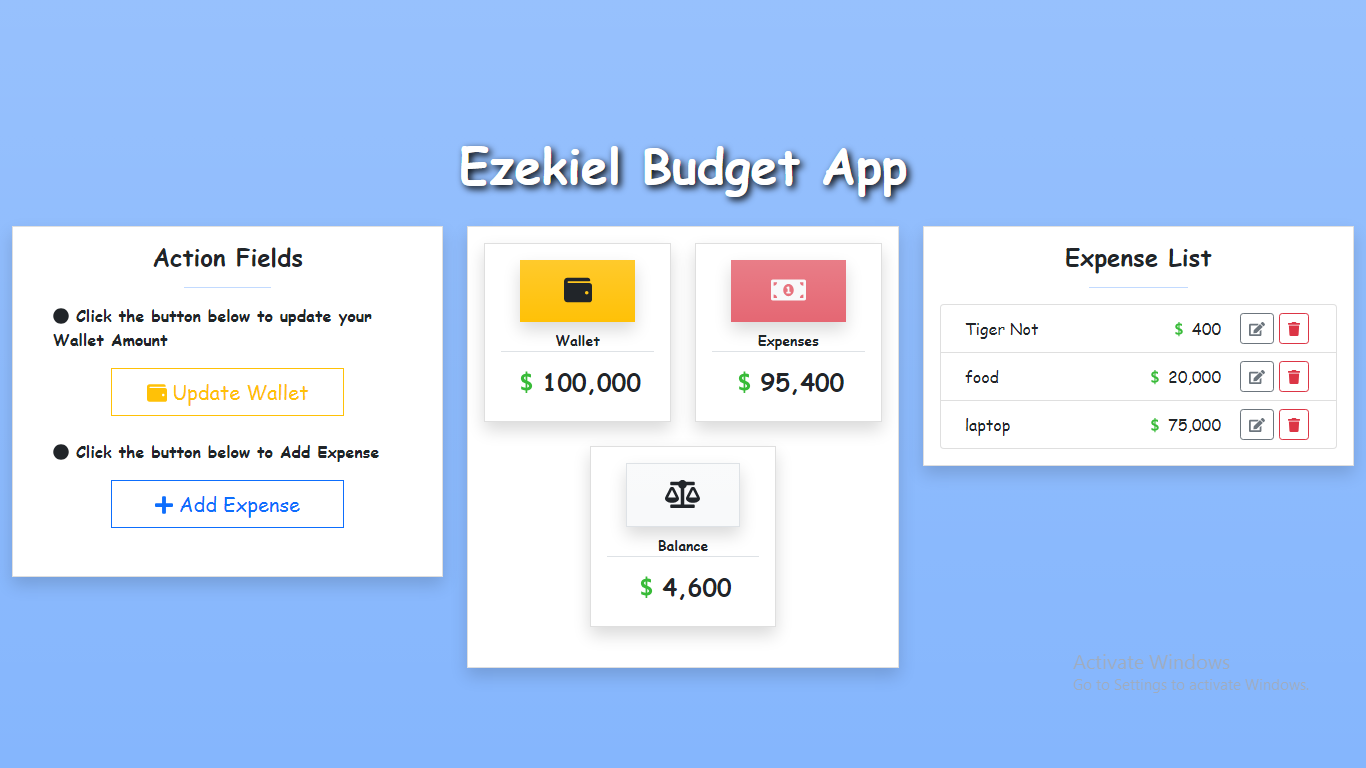 Ezekiel Budget App
Action Fields
Click the button below to update your
Wallet Amount
Update Wallet
Click the button below to Add Expense
Add Expense
Wallet
$ 100,000
Expenses
$ 95,400
Balance
$ 4,600
Expense List
Tiger Not $ 400
food $ 20,000
laptop $ 75,000
Activate Windows
Go to Settings to activate Windows.